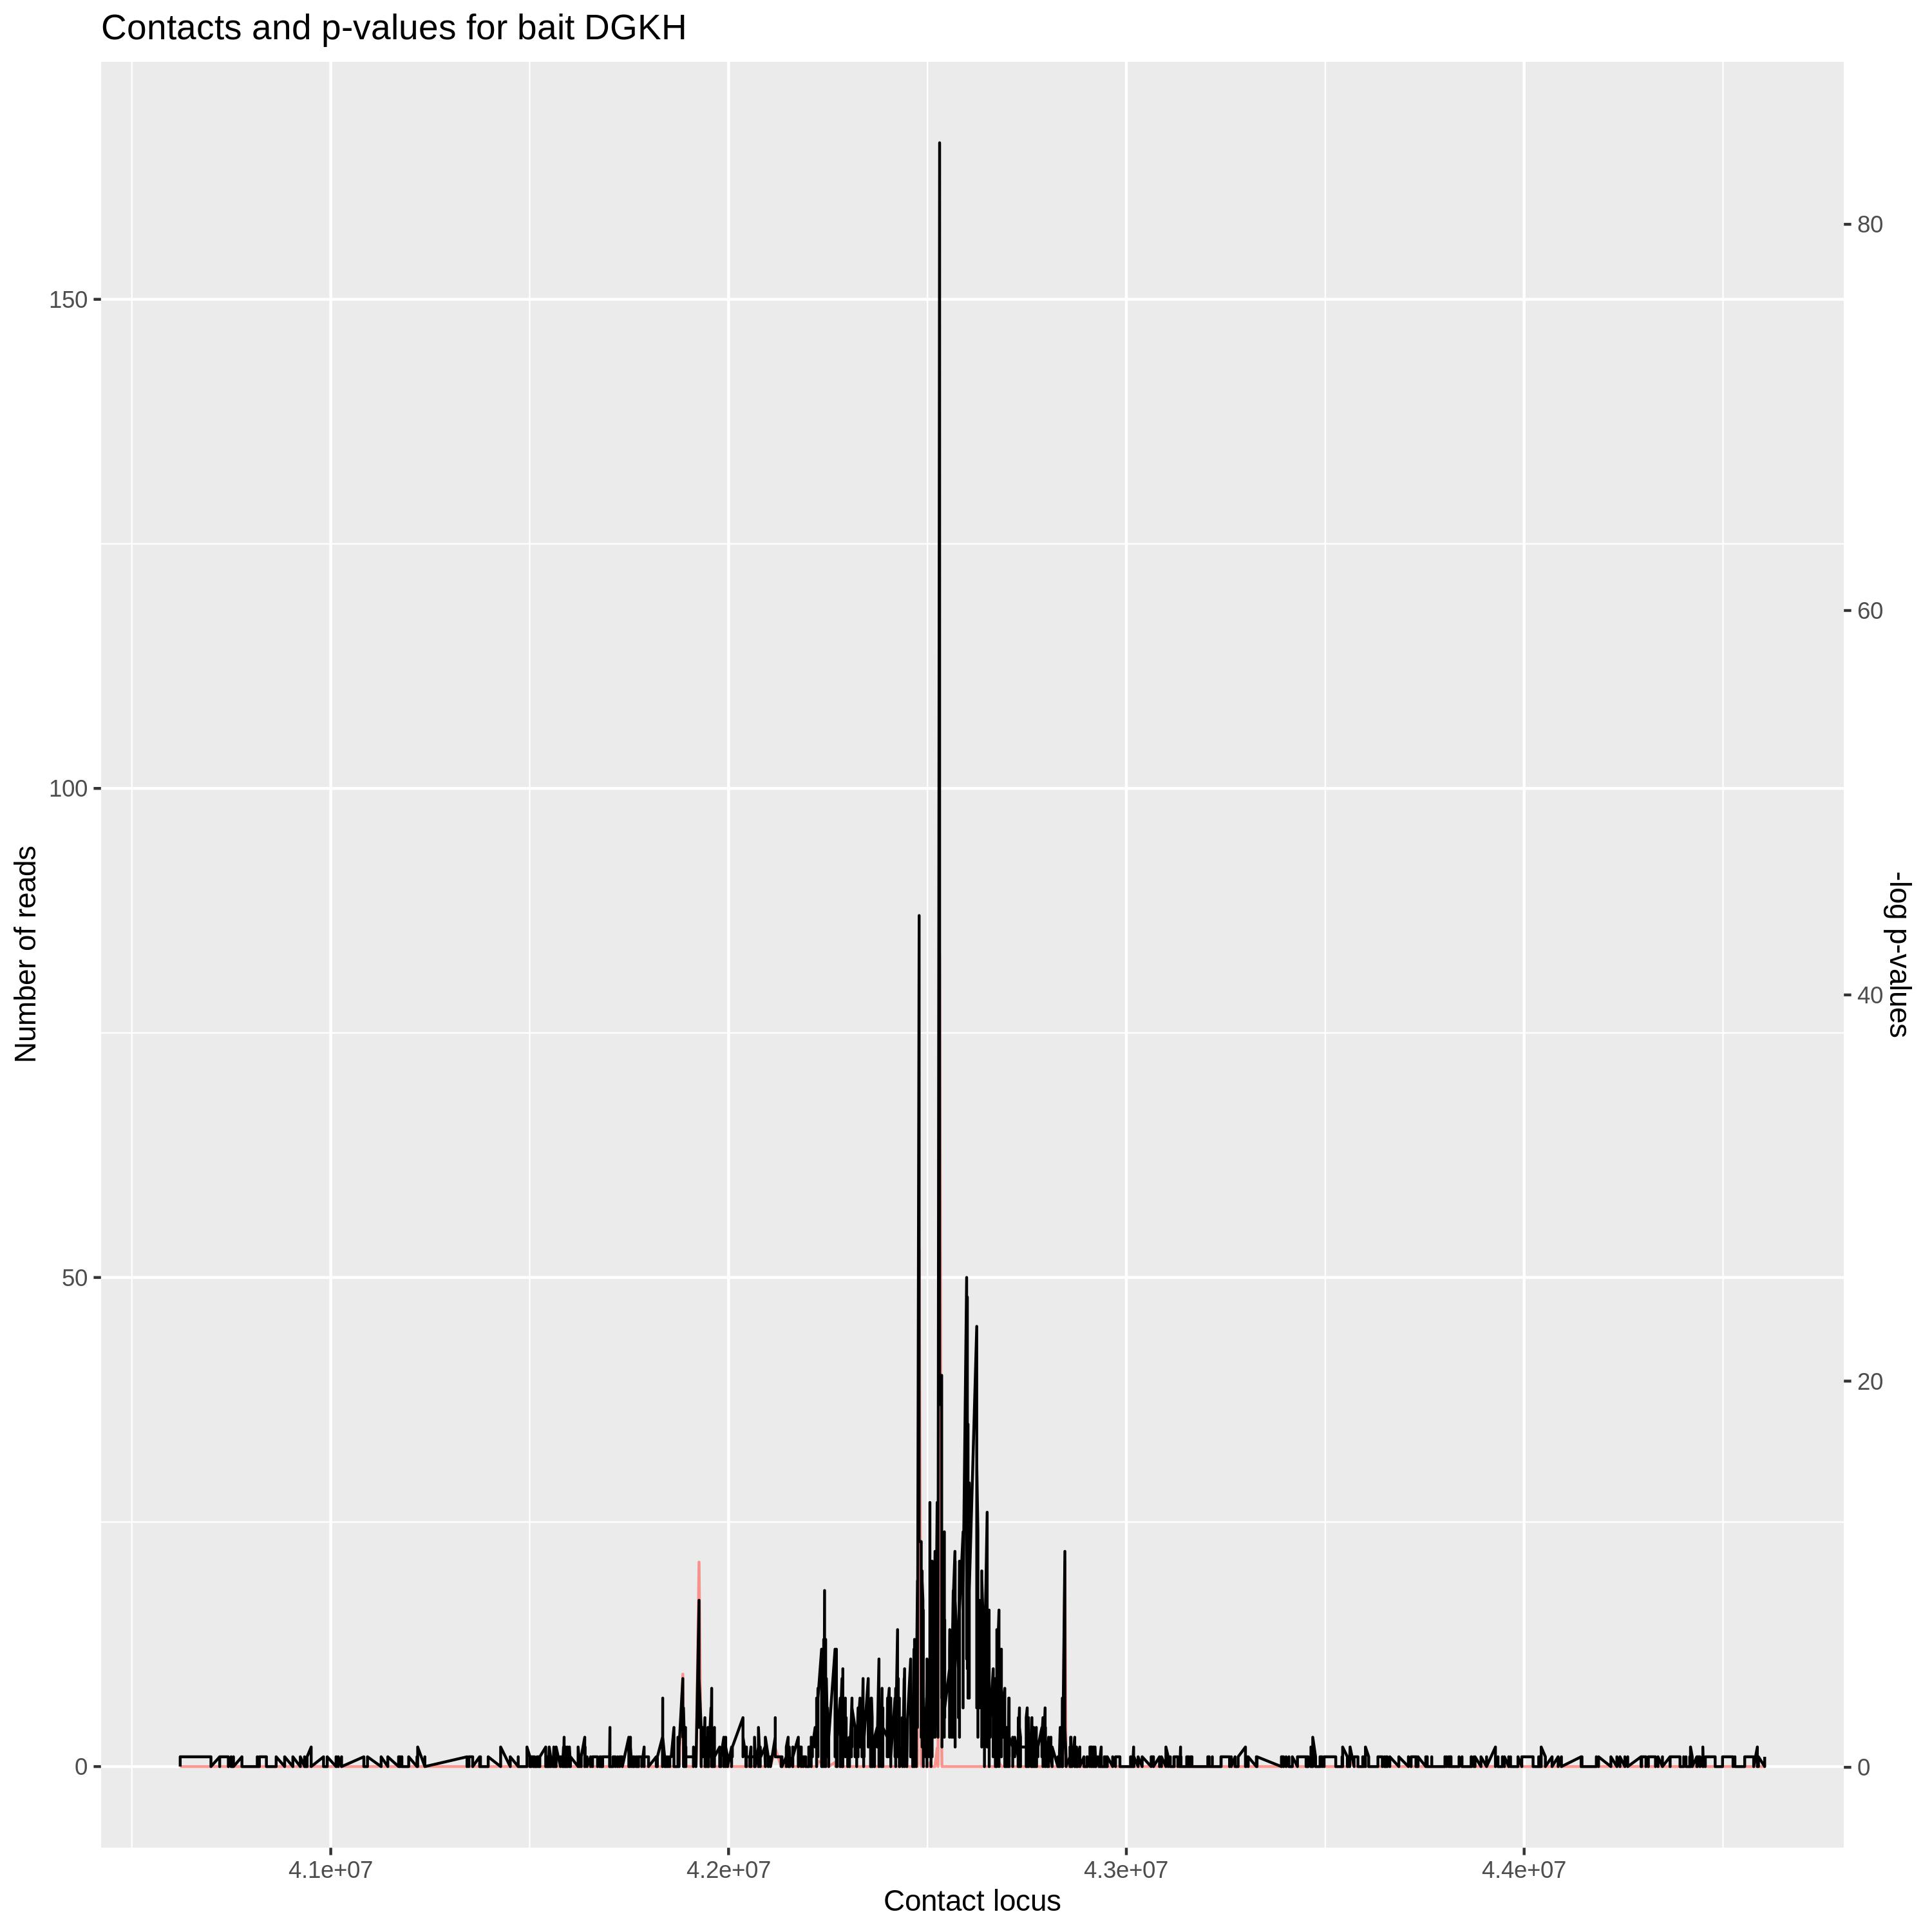 Contacts and p-values for bait DGKH
150
100
50
0
Number of reads
80
60
40
20
0
-log p-values
4.1e+07
4.2e+07
4.3e+07
4.4e+07
Contact locus